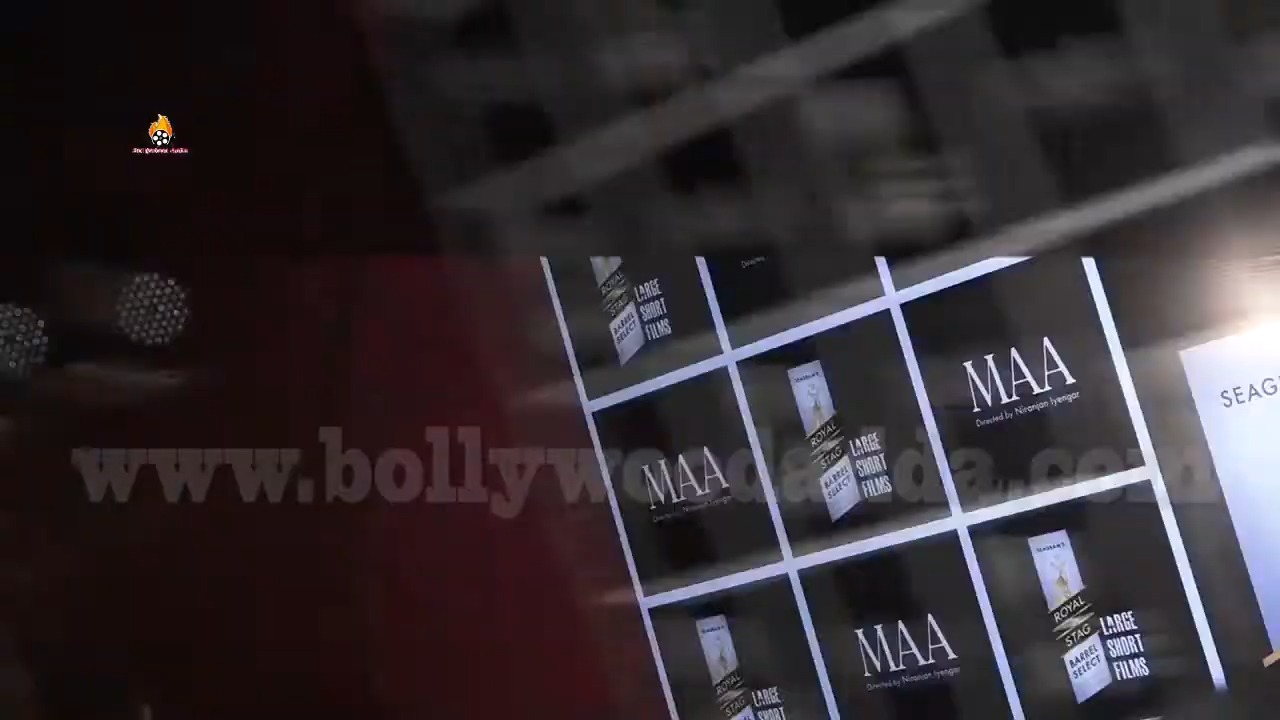 ROYAL
STAG
BARREL
SELECT
LARGE
SHORT
FILMS
MAA
Directed by Niranjan Iyengar
SEAGRAM'S
ROYAL
STAG
BARREL
SELECT
LARGE
SHORT
FILMS
SEAG
MAA
Directed by Niranjan Iyengar
www.bollywoodadda.com
SEAGRAM'S
ROYAL
STAG
BARREL
SELECT
LARGE
SHORT
FILMS
MAA
Directed by Niranjan Iyengar
ROYAL
STAG
LARGE
SHORT